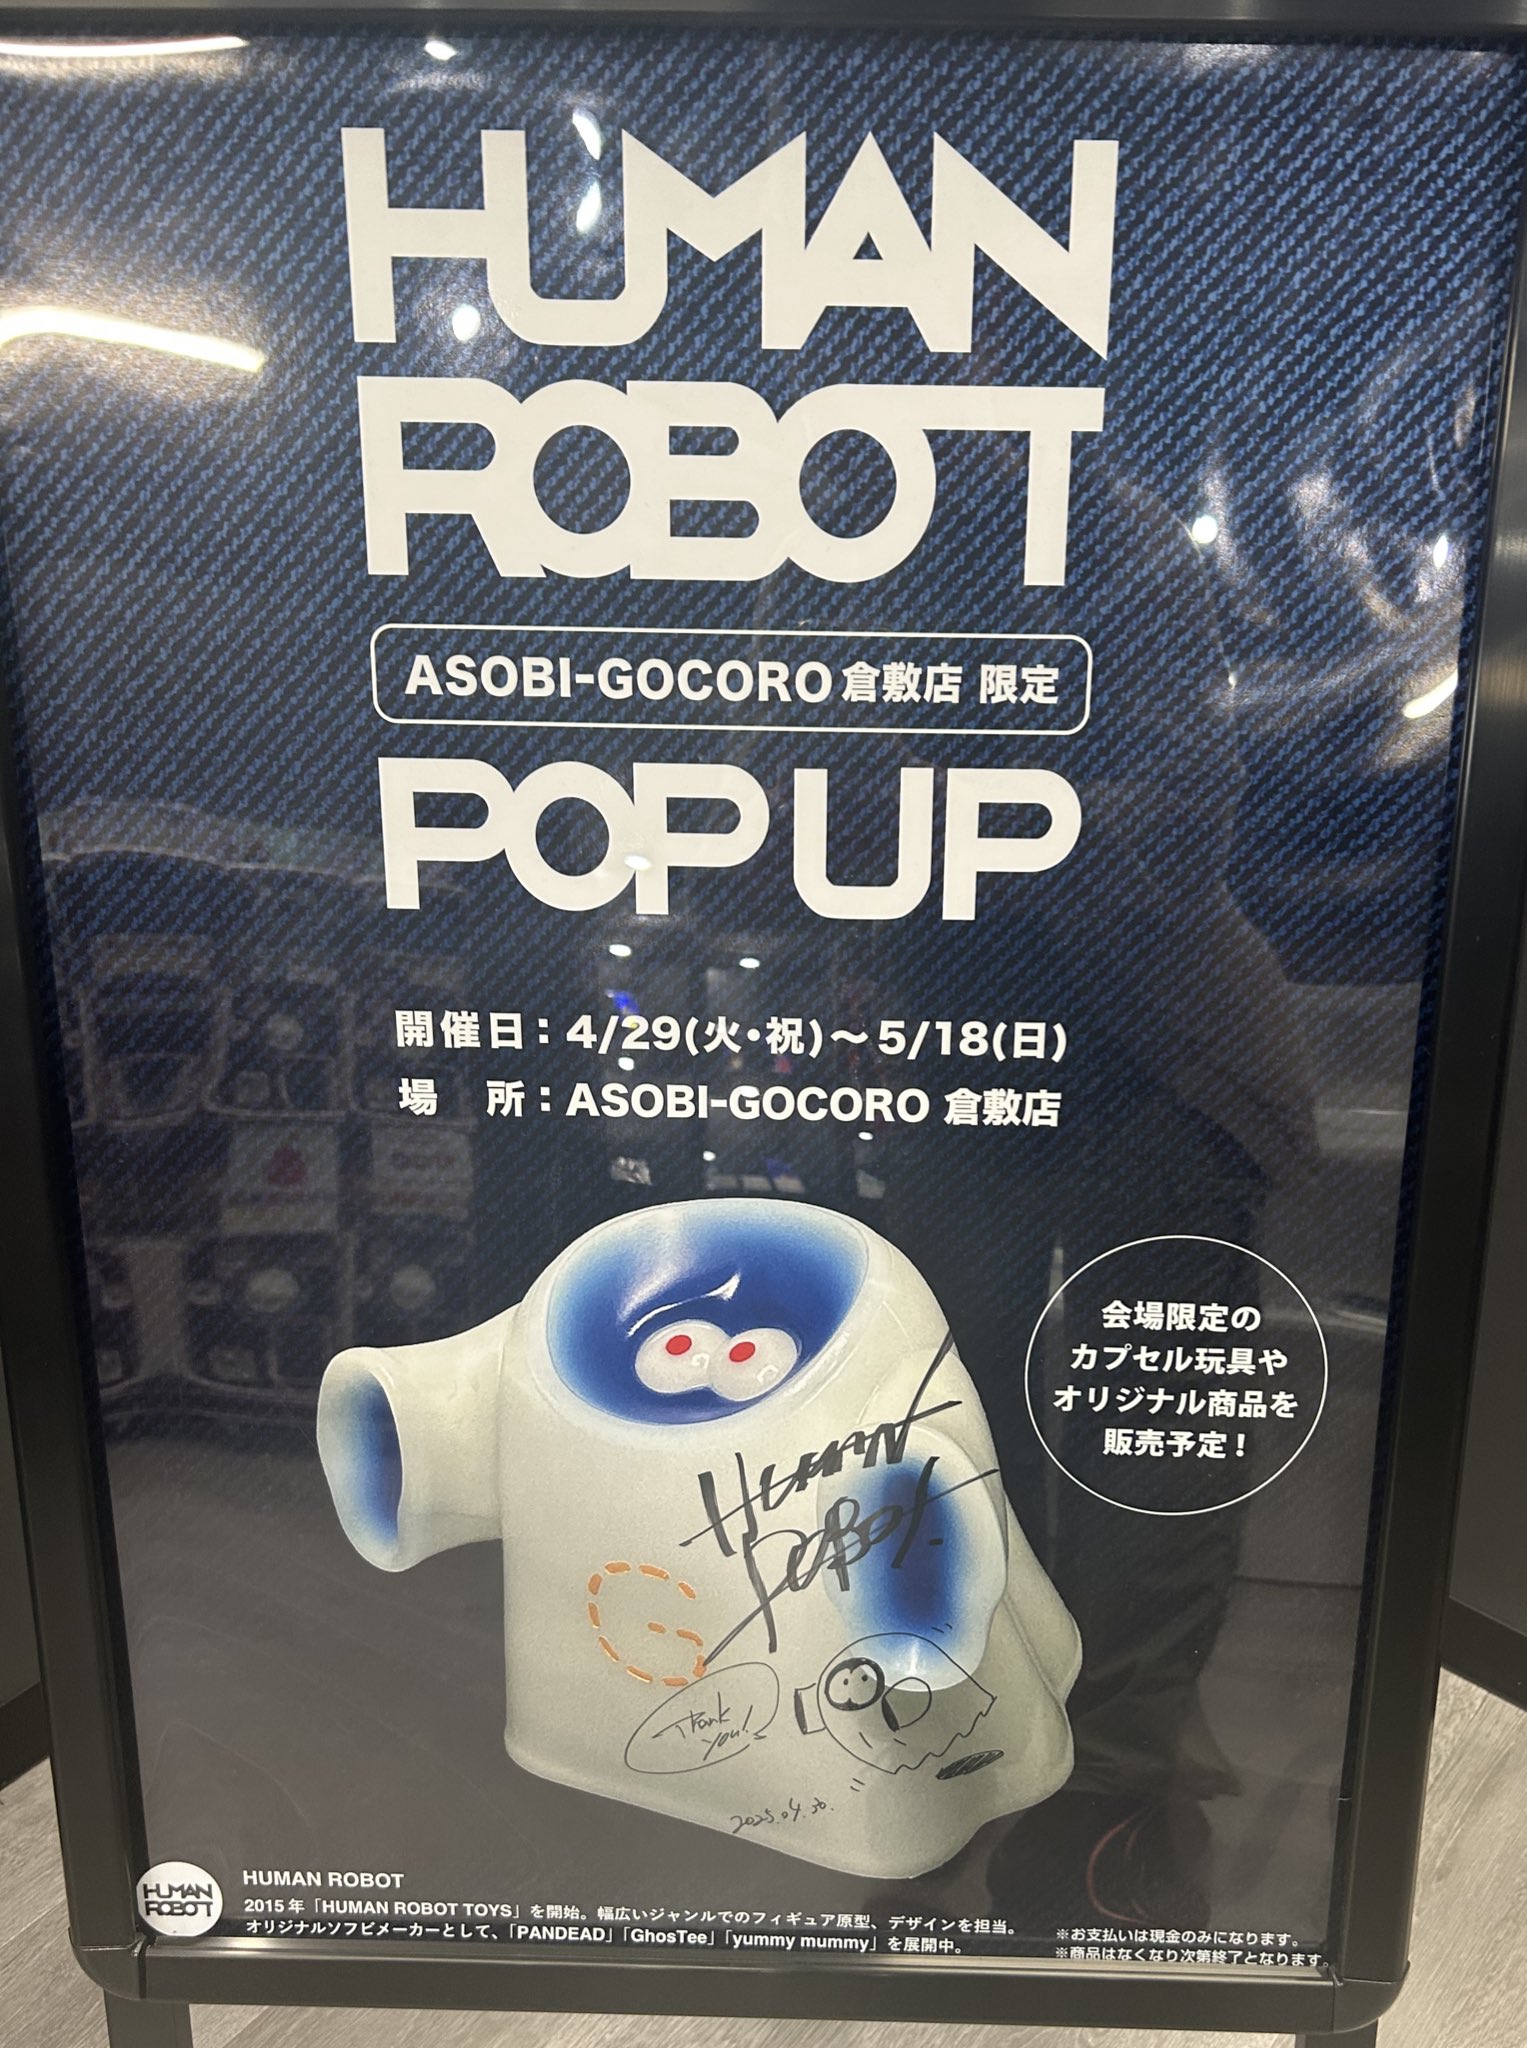 HUMAN
ROBOT
ASOBI-GOCORO 倉敷店 限定
POP UP
開催日：4/29(火・祝)～5/18(日)
場　所：ASOBI-GOCORO 倉敷店
会場限定の
カプセル玩具や
オリジナル商品を
販売予定！
HUMAN
ROBOT.
G
Thank
you!
2025.04.30.
HUMAN
ROBOT
HUMAN ROBOT
2015年「HUMAN ROBOT TOYS」を開始。幅広いジャンルでのフィギュア原型、デザインを担当。
オリジナルソフビメーカーとして、「PANDEAD」「GhosTee」「yummy mummy」を展開中。
※お支払いは現金のみになります。
※商品はなくなり次第終了となります。